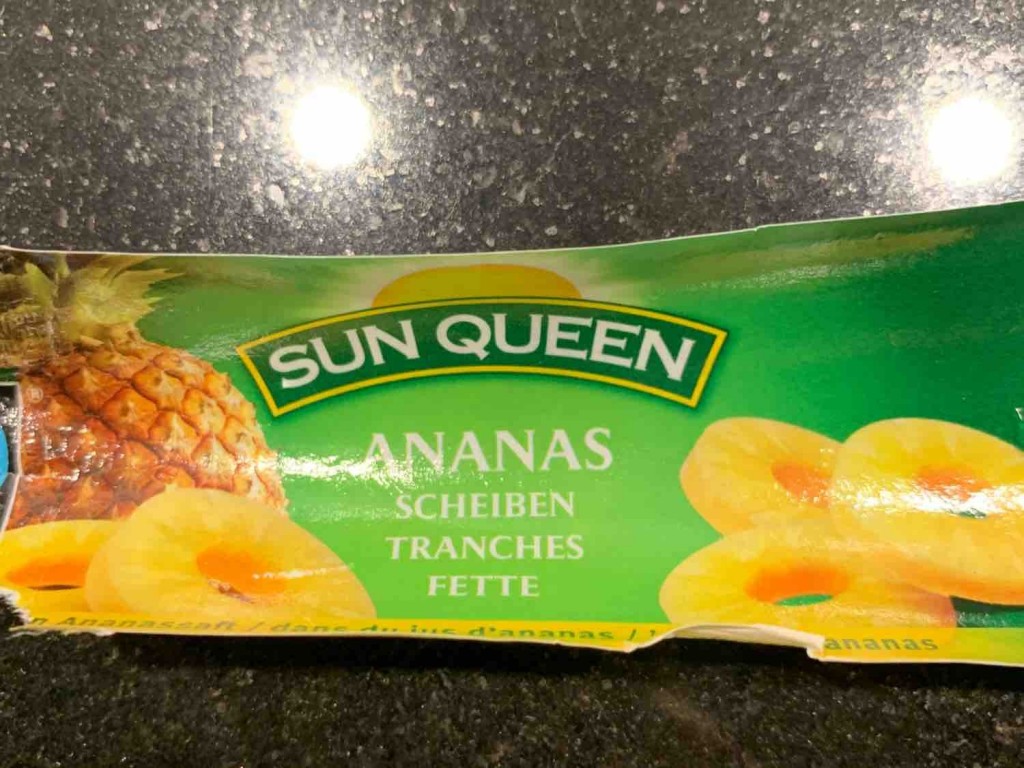 SUN QUEEN
ANANAS
SCHEIBEN
TRANCHES
FETTE
Ananassaft / dans du jus d'ananas / ananas